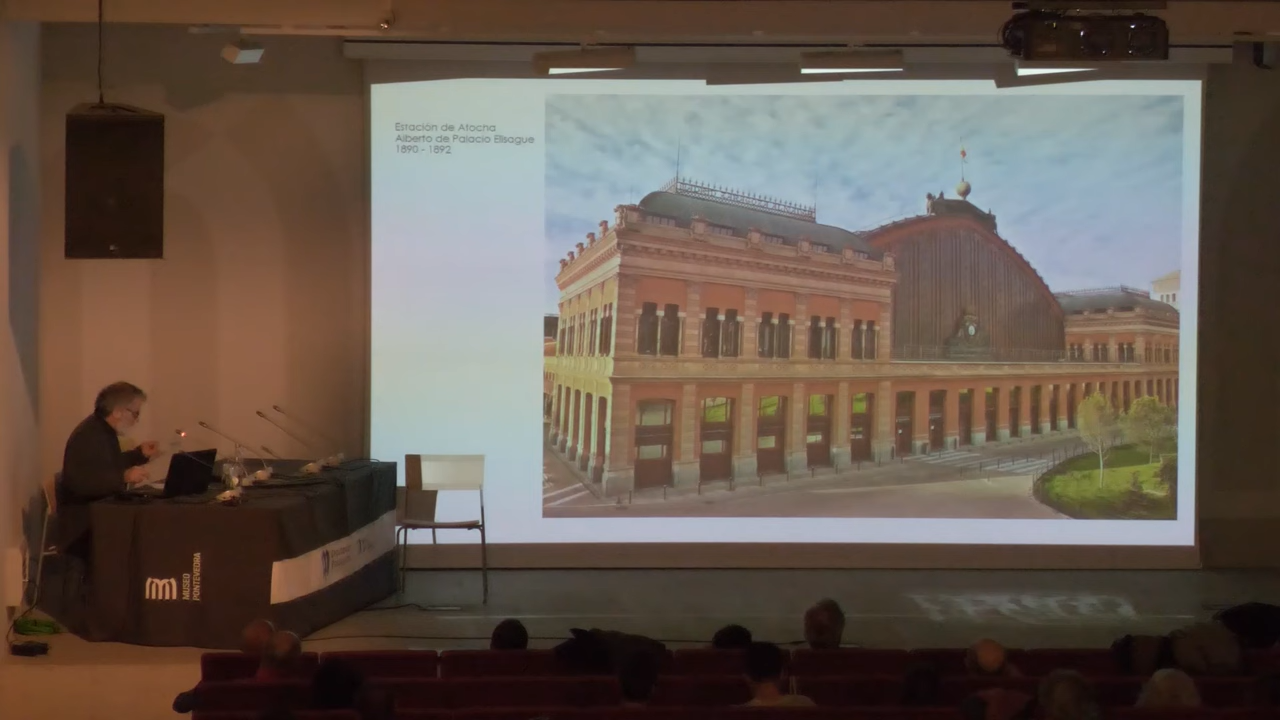 Estación de Atocha
Alberto de Palacio Elisague
1890 - 1892
MUSEO
PONTEVEDRA